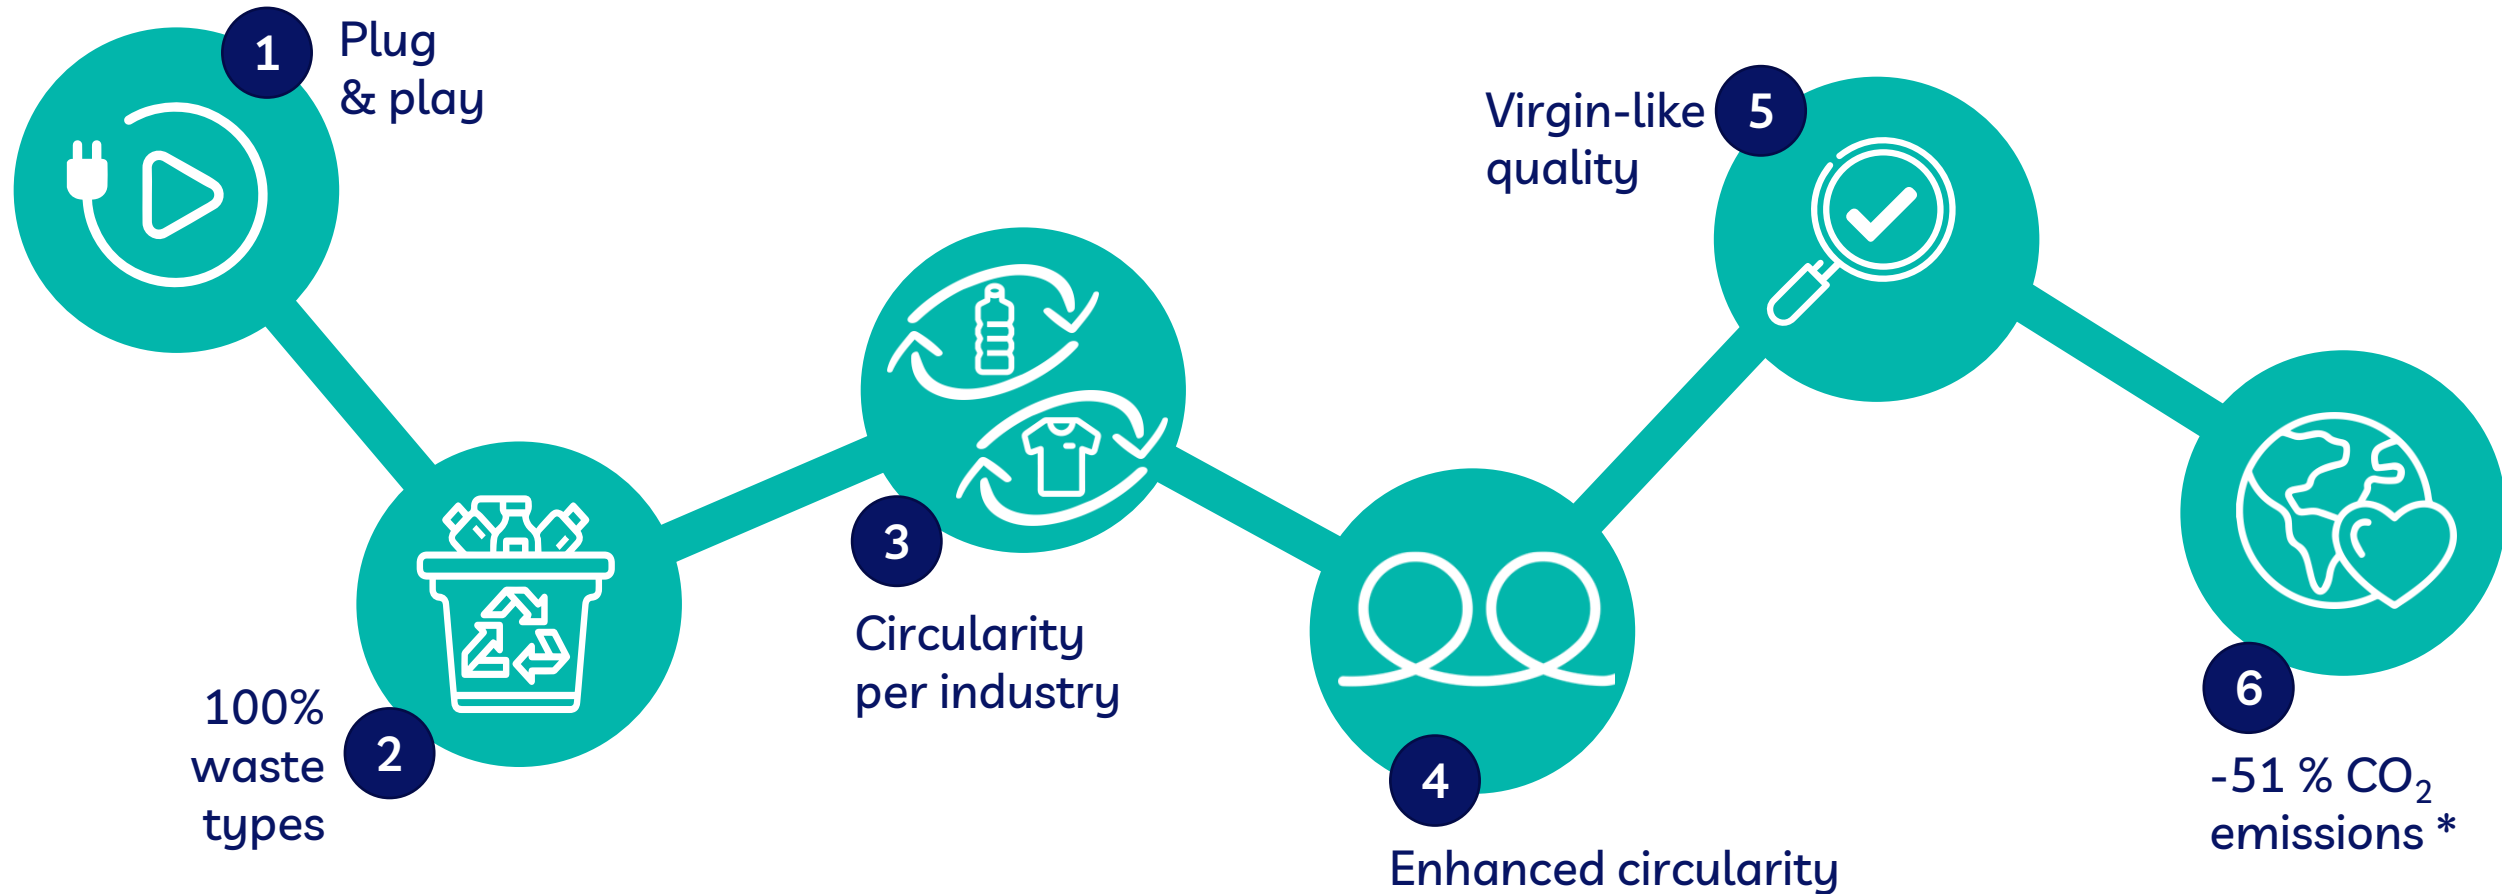 1
Plug
& play
2
100%
waste
types
3
Circularity
per industry
4
Enhanced circularity
5
Virgin-like
quality
6
-51 % CO₂
emissions *